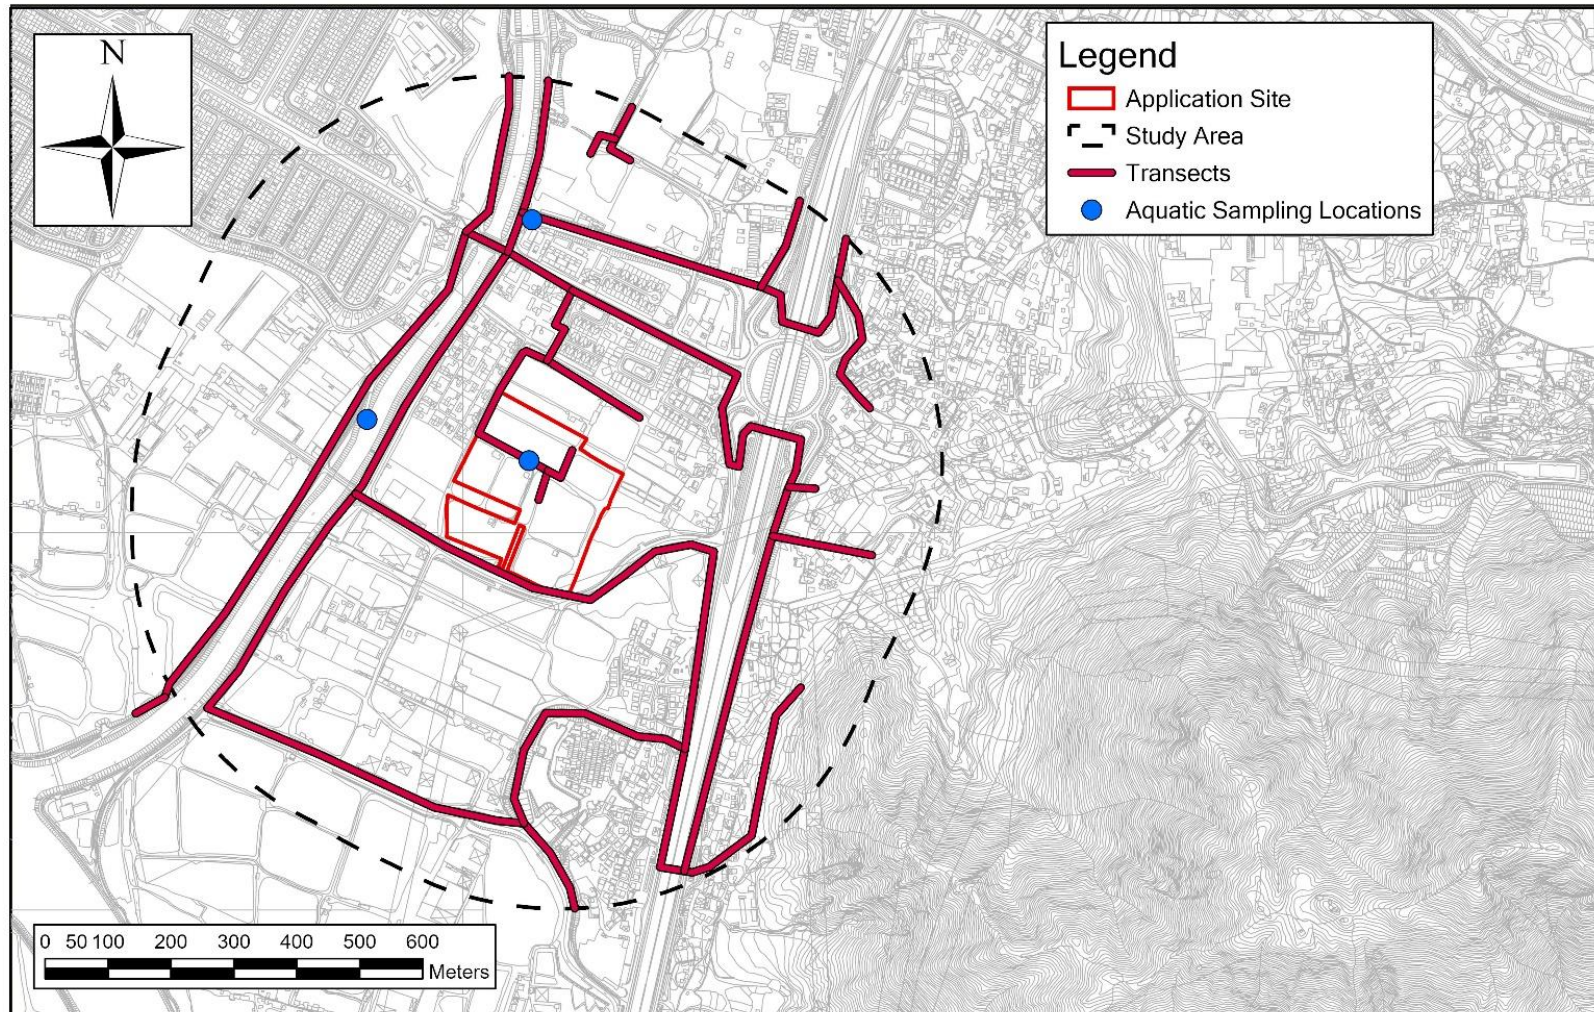 N
Legend
Application Site
Study Area
Transects
Aquatic Sampling Locations
0 50 100 200 300 400 500 600
Meters